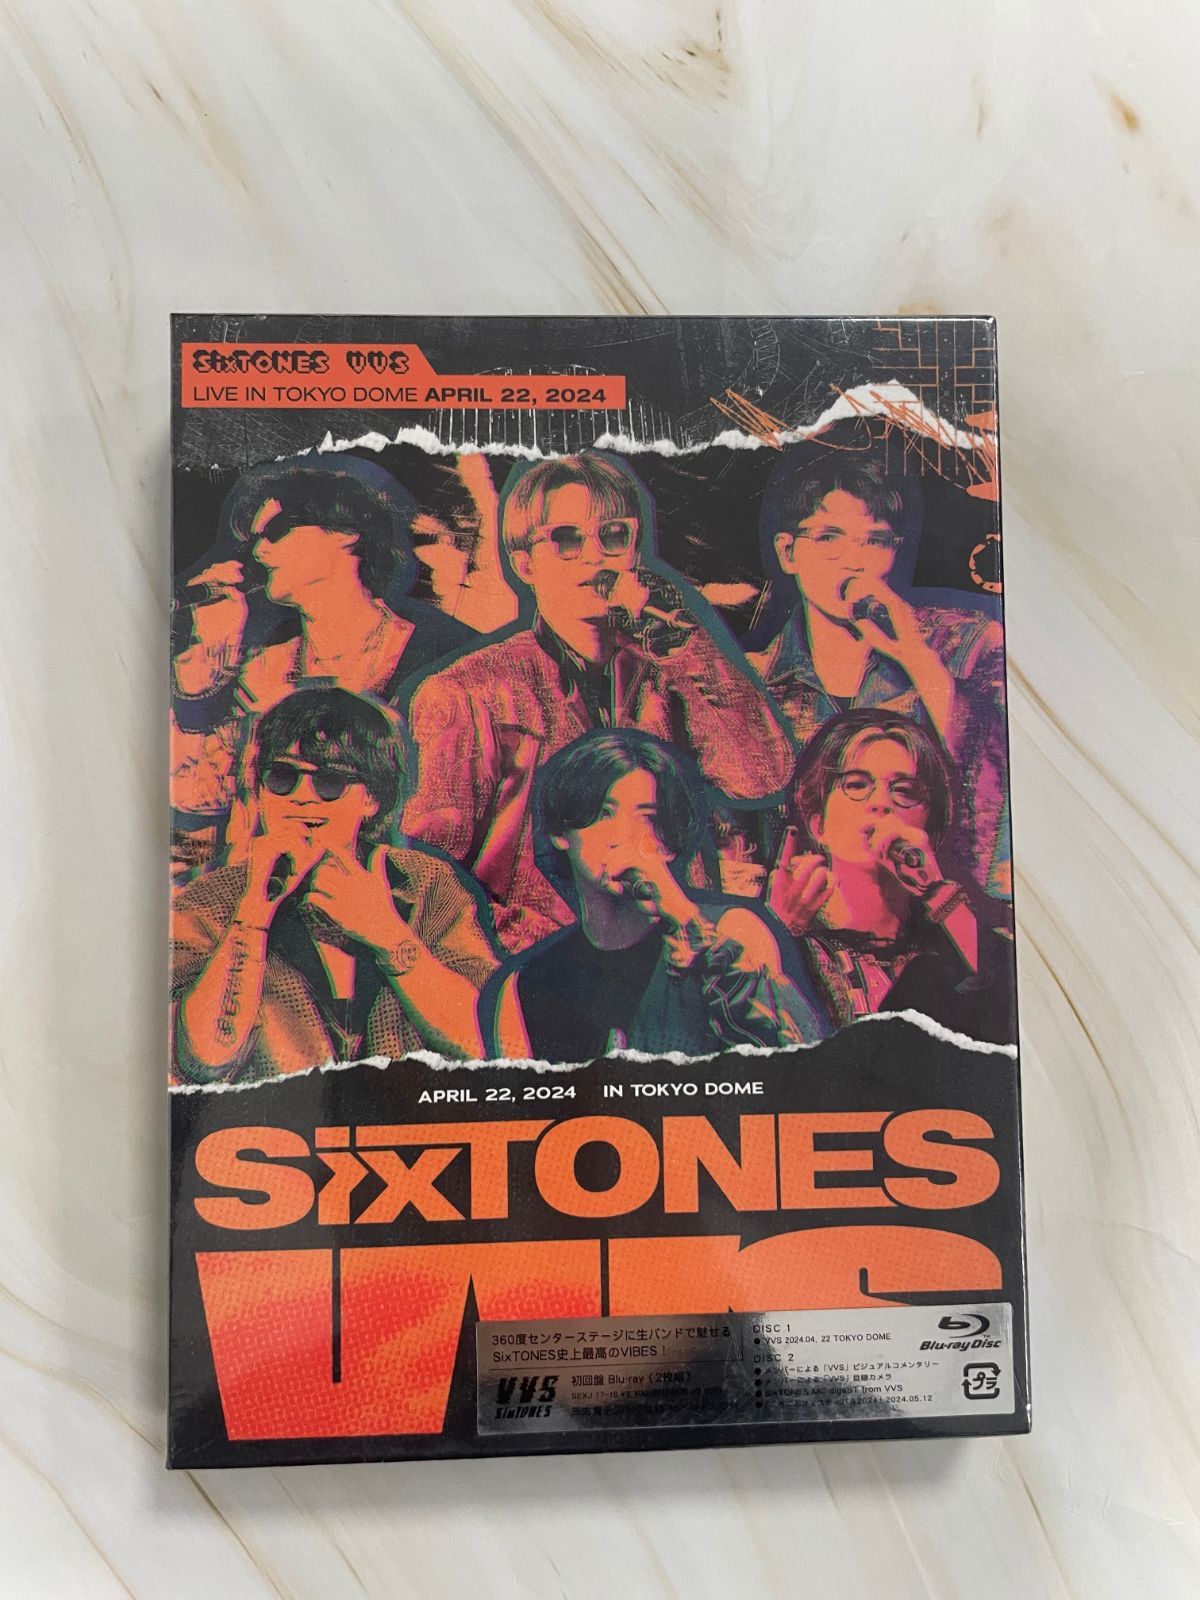 SixTONES VVS
LIVE IN TOKYO DOME APRIL 22, 2024
APRIL 22, 2024 IN TOKYO DOME
SixTONES
VVS
360度センターステージに生バンドで魅せる
SixTONES史上最高のVIBES！
VVS
SixTONES
初回盤 Blu-ray（2枚組）
SEXJ 17-18
DISC 1
● VVS 2024.04.22 TOKYO DOME
DISC 2
● メンバーによる「VVS」ビジュアルコメンタリー
● メンバーによる「VVS」目線カメラ
● SixTONES MC digeST from VVS
2024.05.12
Blu-ray Disc
プラ